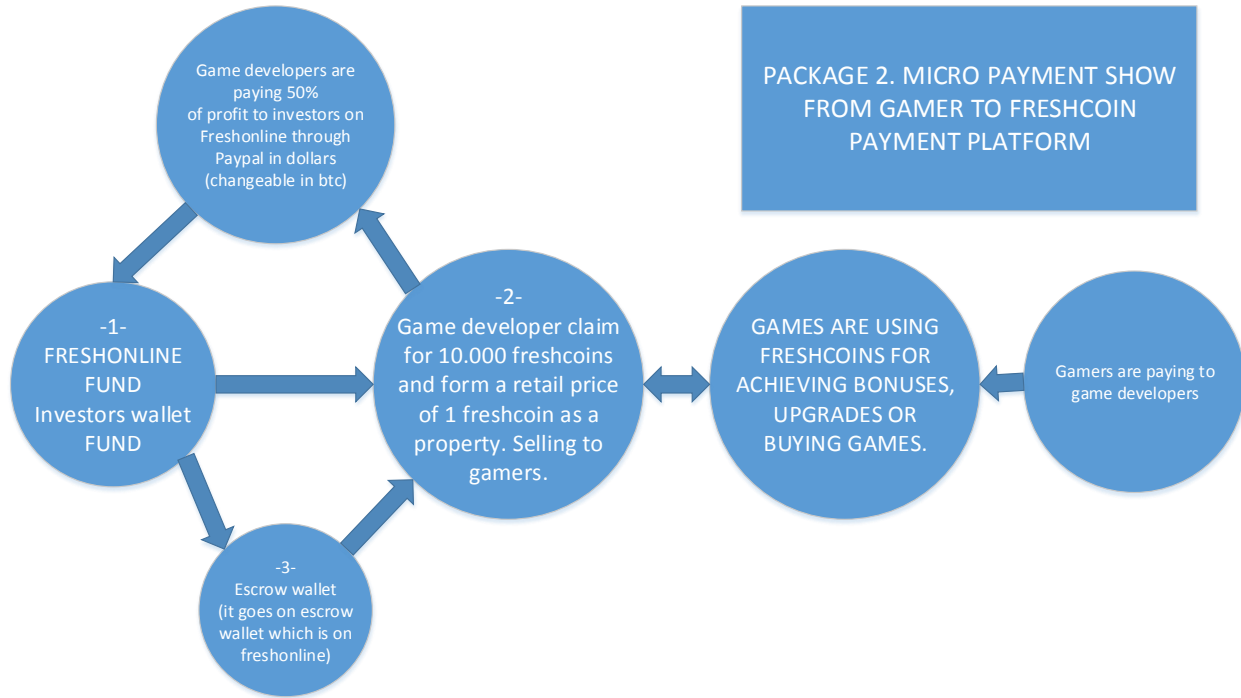 Game developers are
paying 50%
of profit to investors on
Freshonline through
Paypal in dollars
(changeable in btc)
PACKAGE 2. MICRO PAYMENT SHOW
FROM GAMER TO FRESHCOIN
PAYMENT PLATFORM
-1-
FRESHONLINE
FUND
Investors wallet
FUND
-2-
Game developer claim
for 10.000 freshcoins
and form a retail price
of 1 freshcoin as a
property. Selling to
gamers.
GAMES ARE USING
FRESHCOINS FOR
ACHIEVING BONUSES,
UPGRADES OR
BUYING GAMES.
Gamers are paying to
game developers
-3-
Escrow wallet
(it goes on escrow
wallet which is on
freshonline)